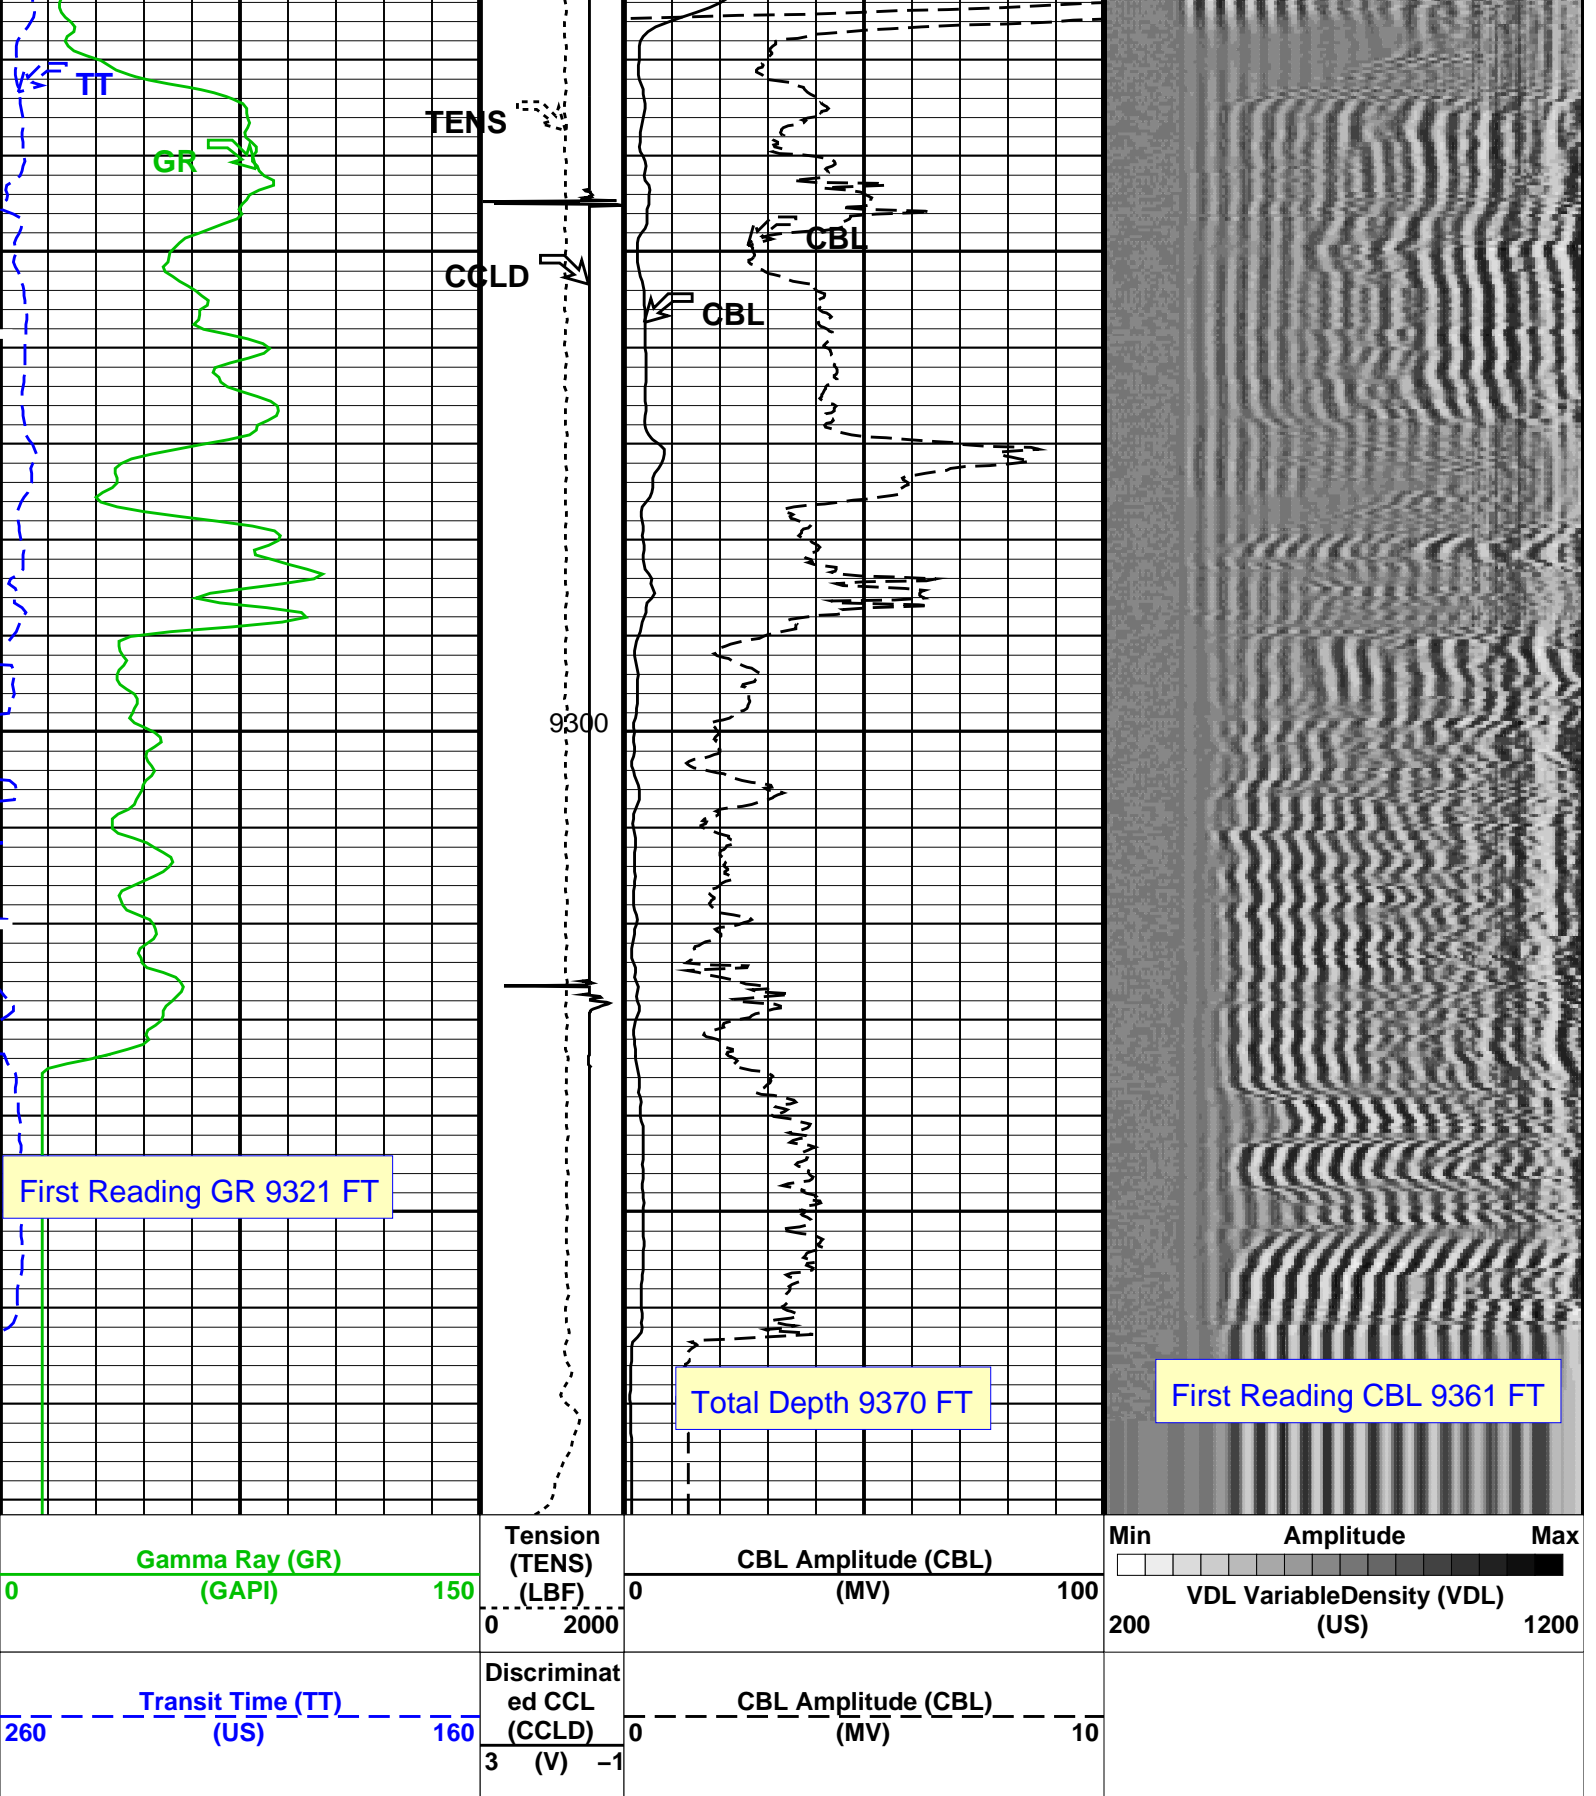 TT
TENS
GR
CBL
CCLD
CBL
9300
First Reading GR 9321 FT
Total Depth 9370 FT
First Reading CBL 9361 FT
Gamma Ray (GR)
0 (GAPI) 150
Tension
(TENS)
(LBF)
0 2000
CBL Amplitude (CBL)
0 (MV) 100
Min Amplitude Max
VDL VariableDensity (VDL)
200 (US) 1200
Transit Time (TT)
260 (US) 160
Discriminat
ed CCL
(CCLD)
3 (V) −1
CBL Amplitude (CBL)
0 (MV) 10